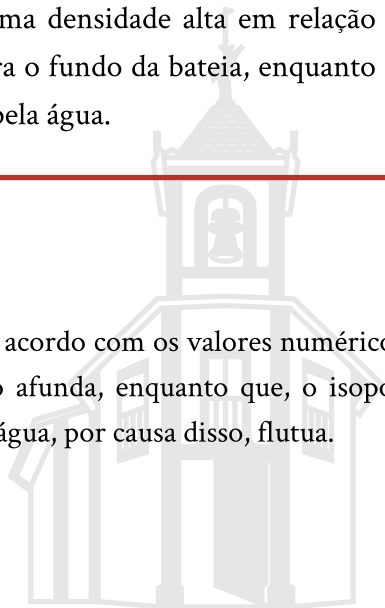 ma densidade alta em relação
ra o fundo da bateia, enquanto
pela água.
acordo com os valores numérico
o afunda, enquanto que, o isopo
água, por causa disso, flutua.